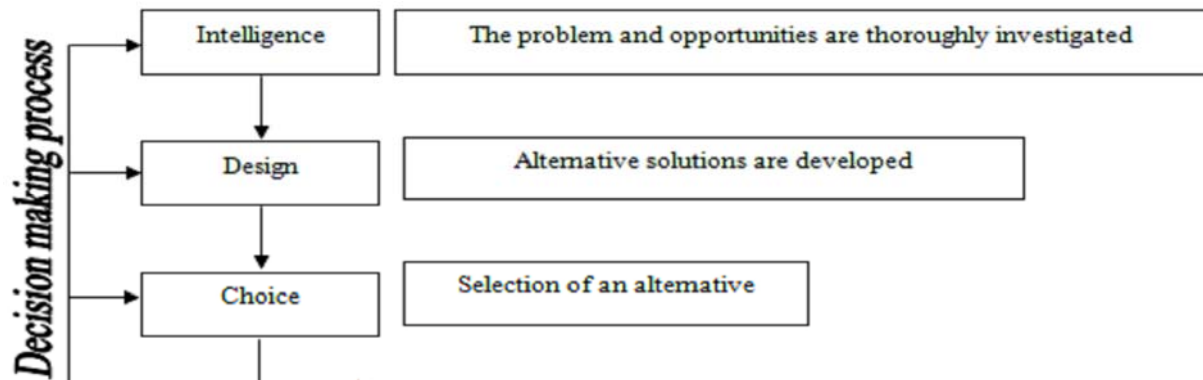 Decision making process
Intelligence
The problem and opportunities are thoroughly investigated
Design
Alternative solutions are developed
Choice
Selection of an alternative